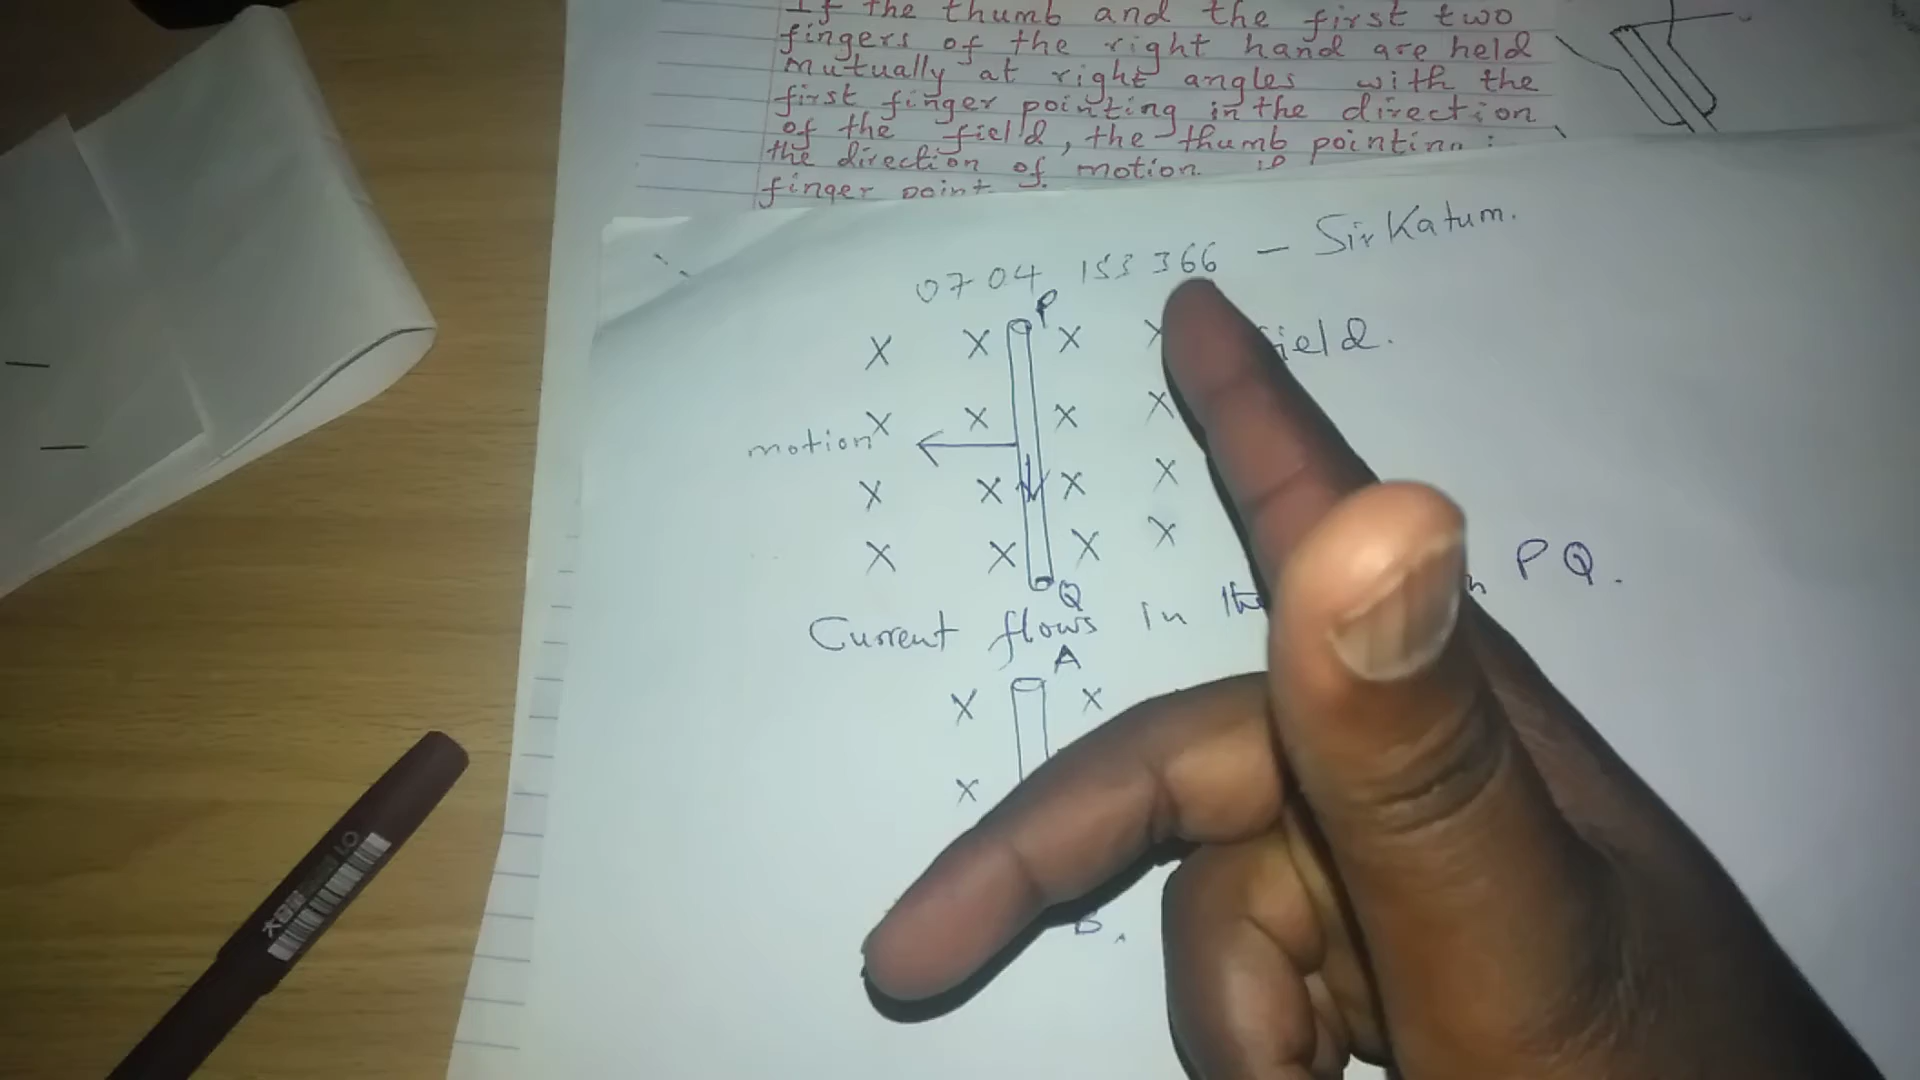 If the thumb and the first two
fingers of the right hand are held
mutually at right angles with the
first finger pointing in the direction
of the field, the thumb pointing
the direction of motion.
finger point
0704 153 366 - Sir Katum.
P
X X X X field.
X X X X
motion
X X X X
X X X X
Q
Current flows in the PQ.
A
X X
X